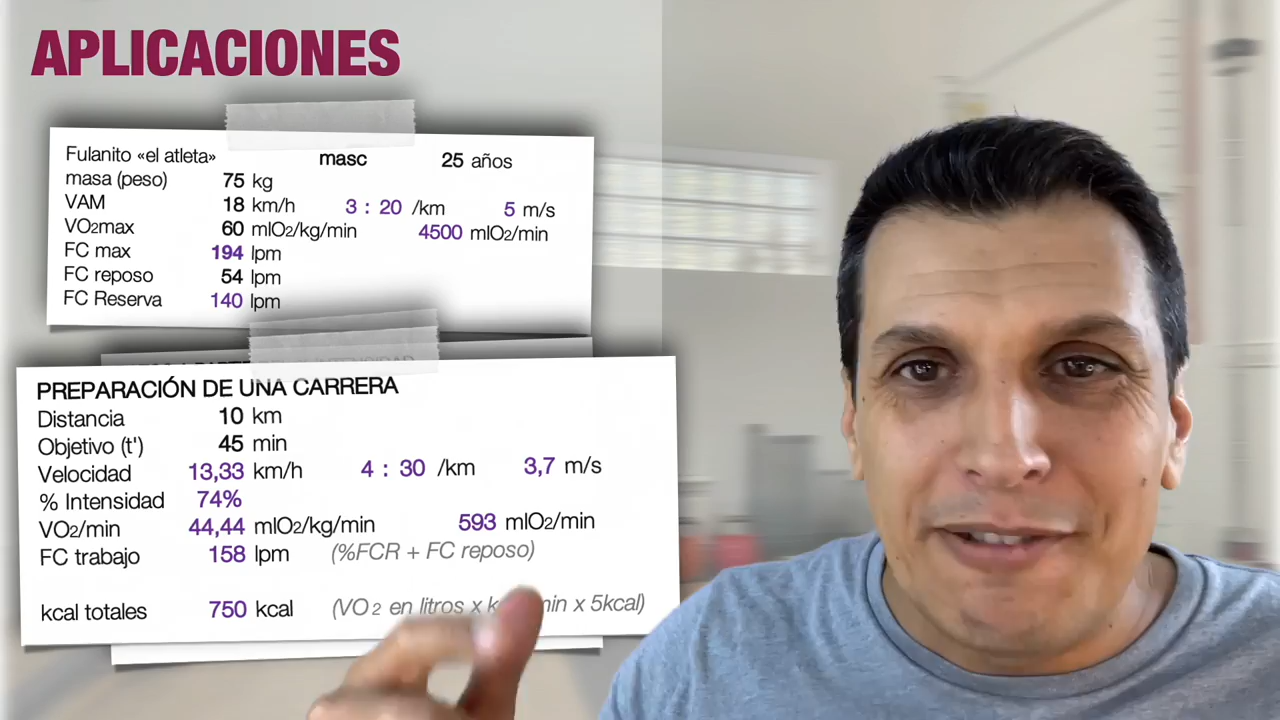 APLICACIONES
Fulanito «el atleta» masc 25 años
masa (peso) 75 kg
VAM 18 km/h 3 : 20 /km 5 m/s
VO2max 60 mlO2/kg/min 4500 mlO2/min
FC max 194 lpm
FC reposo 54 lpm
FC Reserva 140 lpm
PREPARACIÓN DE UNA CARRERA
Distancia 10 km
Objetivo (t') 45 min
Velocidad 13,33 km/h 4 : 30 /km 3,7 m/s
% Intensidad 74%
VO2/min 44,44 mlO2/kg/min 593 mlO2/min
FC trabajo 158 lpm (%FCR + FC reposo)
kcal totales 750 kcal (VO2 en litros x x 5kcal)